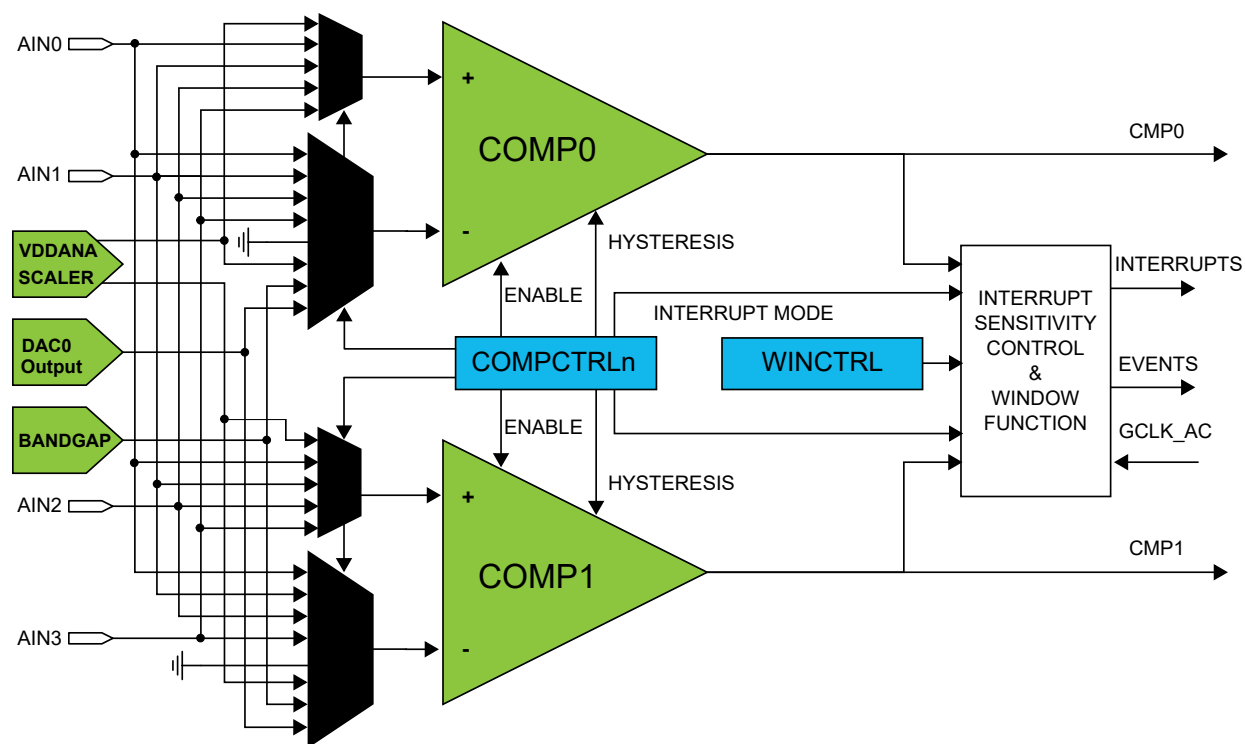 AIN0
+
COMP0
-
CMP0
AIN1
VDDANA
SCALER
HYSTERESIS
ENABLE
INTERRUPT MODE
INTERRUPT
SENSITIVITY
CONTROL
&
WINDOW
FUNCTION
INTERRUPTS
DAC0
Output
COMPCTRLn
WINCTRL
EVENTS
BANDGAP
ENABLE
GCLK_AC
HYSTERESIS
AIN2
+
COMP1
-
CMP1
AIN3